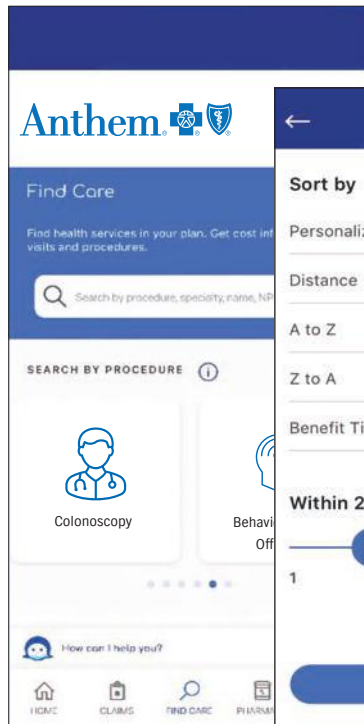 Anthem
Find Care
Find health services in your plan. Get cost inf
visits and procedures.
Search by procedure, specialty, name, NP
SEARCH BY PROCEDURE
Colonoscopy
Behavi
Off
How can I help you?
HOME
CLAIMS
FIND CARE
PHARMA
Sort by
Personaliz
Distance
A to Z
Z to A
Benefit Ti
Within 2
1